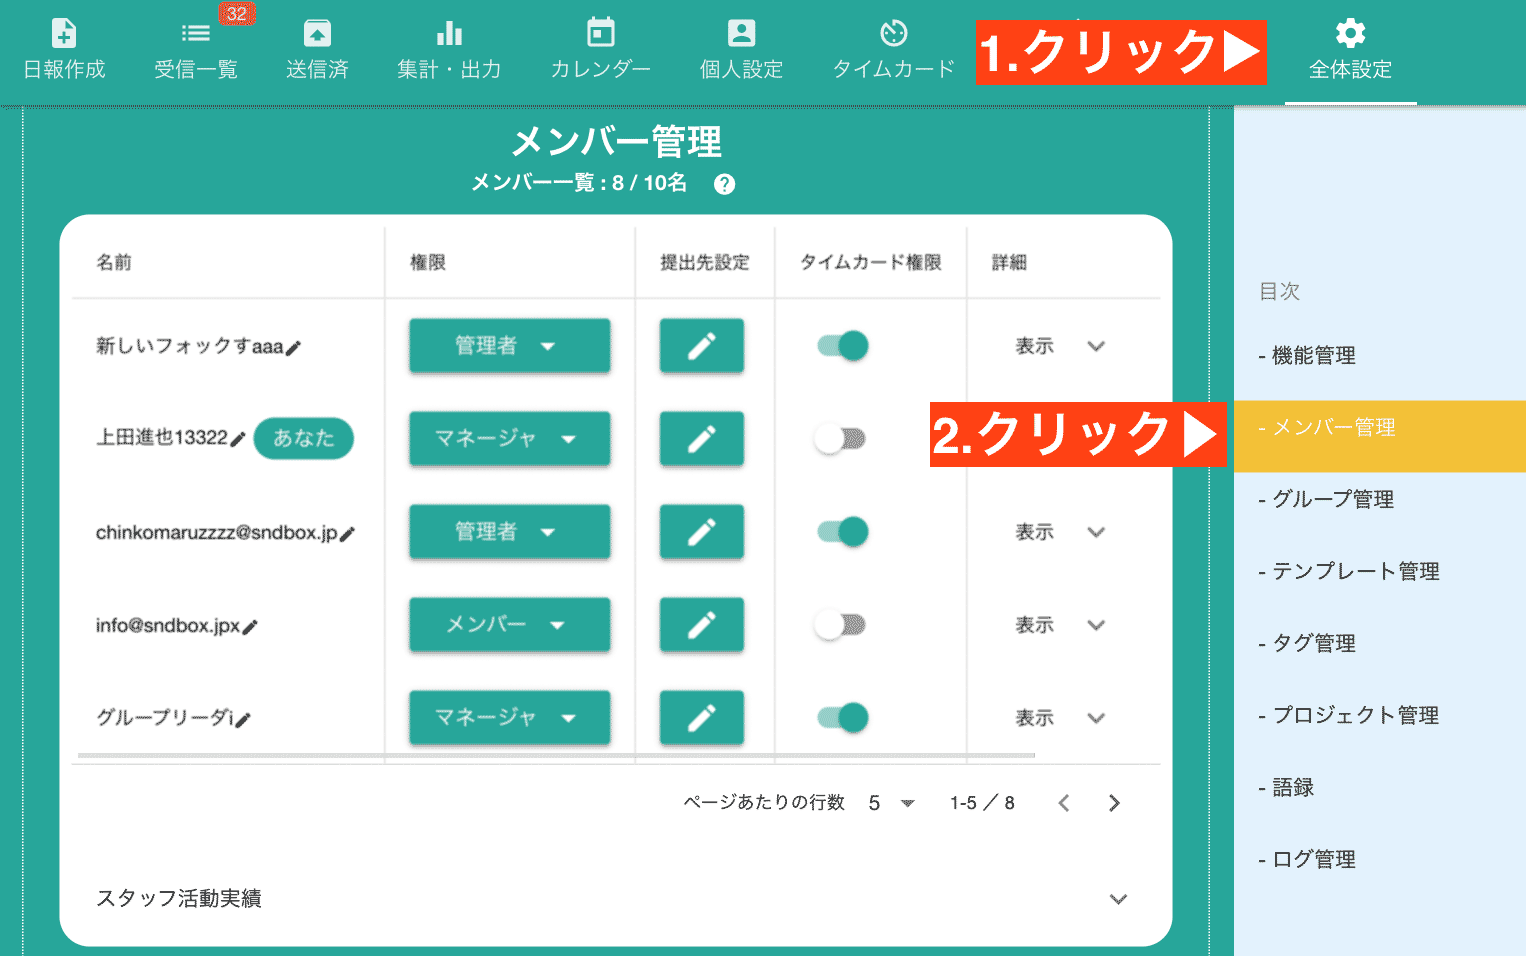 32
日報作成
受信一覧
送信済
集計・出力
カレンダー
個人設定
タイムカード
1.クリック▶
全体設定
メンバー管理
メンバー一覧 : 8 / 10名
?
名前
権限
提出先設定
タイムカード権限
詳細
新しいフォックすaaa
管理者
表示
上田進也13322
あなた
マネージャ
2.クリック▶
chinkomaruzzzz@sndbox.jp
管理者
表示
info@sndbox.jpx
メンバー
表示
グループリーダi
マネージャ
表示
ページあたりの行数 5 1-5 / 8
スタッフ活動実績
目次
- 機能管理
- メンバー管理
- グループ管理
- テンプレート管理
- タグ管理
- プロジェクト管理
- 語録
- ログ管理